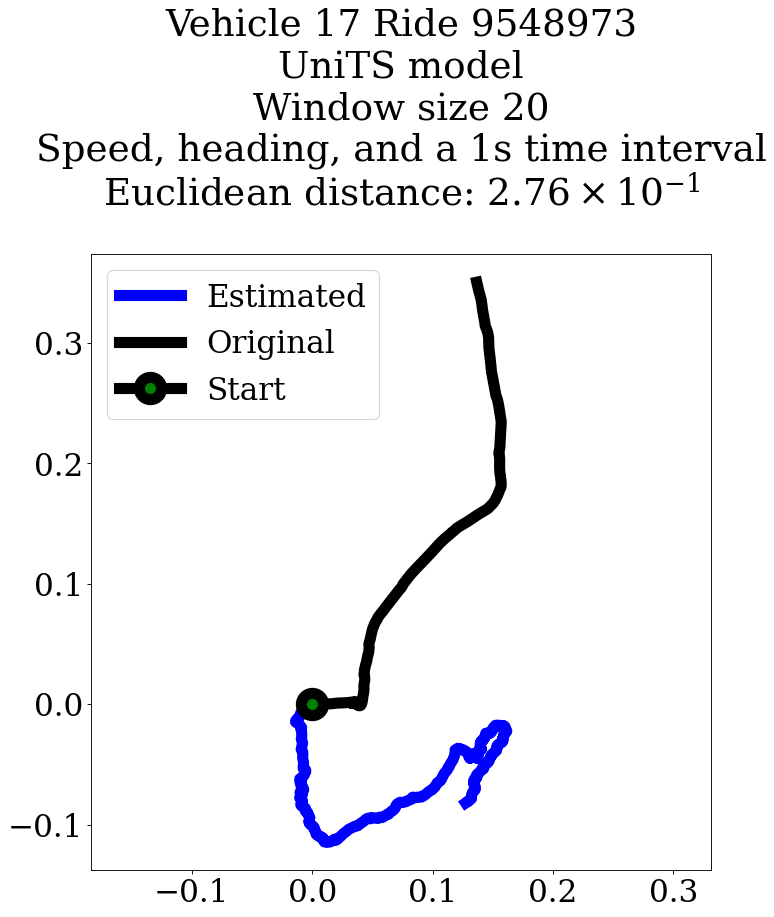 Vehicle 17 Ride 9548973
UniTS model
Window size 20
Speed, heading, and a 1s time interval
Euclidean distance: 2.76 × 10⁻¹
Estimated
Original
Start
0.3
0.2
0.1
0.0
−0.1
−0.1 0.0 0.1 0.2 0.3